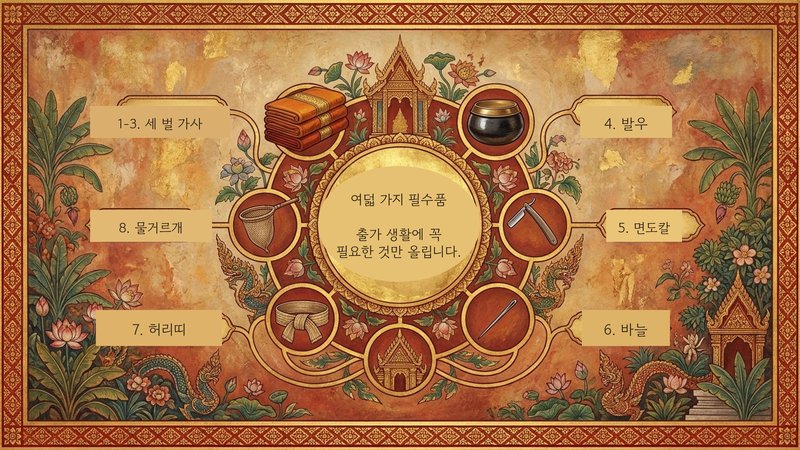 여덟 가지 필수품
출가 생활에 꼭
필요한 것만 올립니다.
1-3. 세 벌 가사
4. 발우
5. 면도칼
6. 바늘
7. 허리띠
8. 물거르개